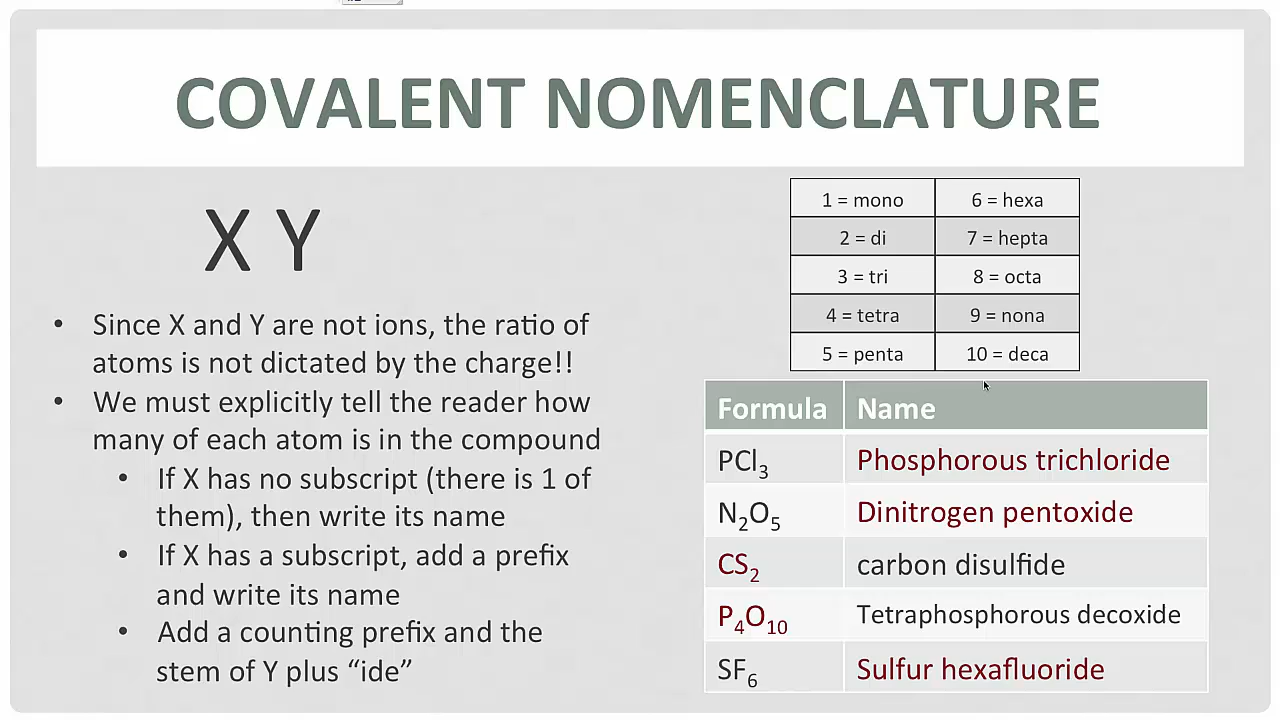 COVALENT NOMENCLATURE
X Y
• Since X and Y are not ions, the ratio of
atoms is not dictated by the charge!!
• We must explicitly tell the reader how
many of each atom is in the compound
• If X has no subscript (there is 1 of
them), then write its name
• If X has a subscript, add a prefix
and write its name
• Add a counting prefix and the
stem of Y plus “ide”
1 = mono 6 = hexa
2 = di 7 = hepta
3 = tri 8 = octa
4 = tetra 9 = nona
5 = penta 10 = deca
Formula Name
PCl₃ Phosphorous trichloride
N₂O₅ Dinitrogen pentoxide
CS₂ carbon disulfide
P₄O₁₀ Tetraphosphorous decoxide
SF₆ Sulfur hexafluoride